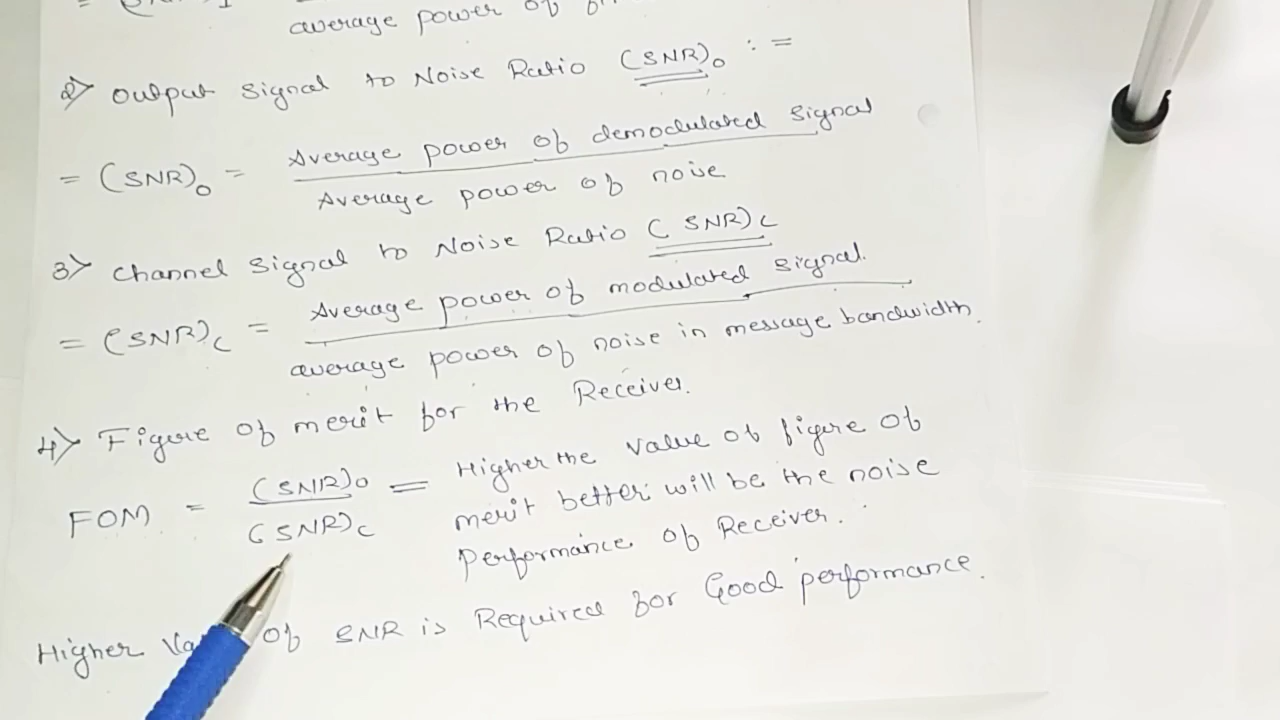 average power of
2> Output Signal to Noise Ratio (SNR)o : =
= (SNR)o = Average power of demodulated signal
Average power of noise
3> Channel Signal to Noise Ratio (SNR)c
= (SNR)c = Average power of modulated signal.
average power of noise in message bandwidth.
4> Figure of merit for the Receiver.
FOM = (SNR)o = Higher the value of figure of
(SNR)c merit better will be the noise
Performance of Receiver.
Higher of SNR is Required for Good performance.